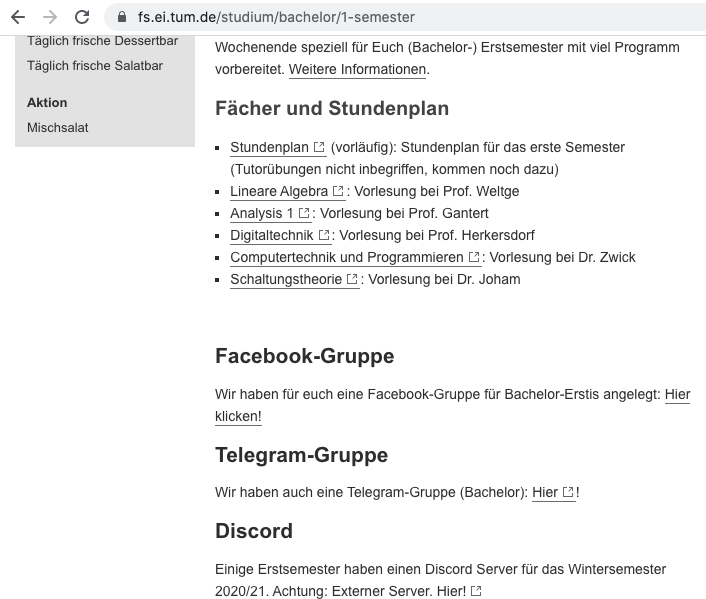 fs.ei.tum.de/studium/bachelor/1-semester
Täglich frische Dessertbar
Täglich frische Salatbar
Aktion
Mischsalat
Wochenende speziell für Euch (Bachelor-) Erstsemester mit viel Programm
vorbereitet. Weitere Informationen.
Fächer und Stundenplan
Stundenplan (vorläufig): Stundenplan für das erste Semester
(Tutorübungen nicht inbegriffen, kommen noch dazu)
Lineare Algebra : Vorlesung bei Prof. Weltge
Analysis 1 : Vorlesung bei Prof. Gantert
Digitaltechnik : Vorlesung bei Prof. Herkersdorf
Computertechnik und Programmieren : Vorlesung bei Dr. Zwick
Schaltungstheorie : Vorlesung bei Dr. Joham
Facebook-Gruppe
Wir haben für euch eine Facebook-Gruppe für Bachelor-Erstis angelegt: Hier
klicken!
Telegram-Gruppe
Wir haben auch eine Telegram-Gruppe (Bachelor): Hier !
Discord
Einige Erstsemester haben einen Discord Server für das Wintersemester
2020/21. Achtung: Externer Server. Hier!